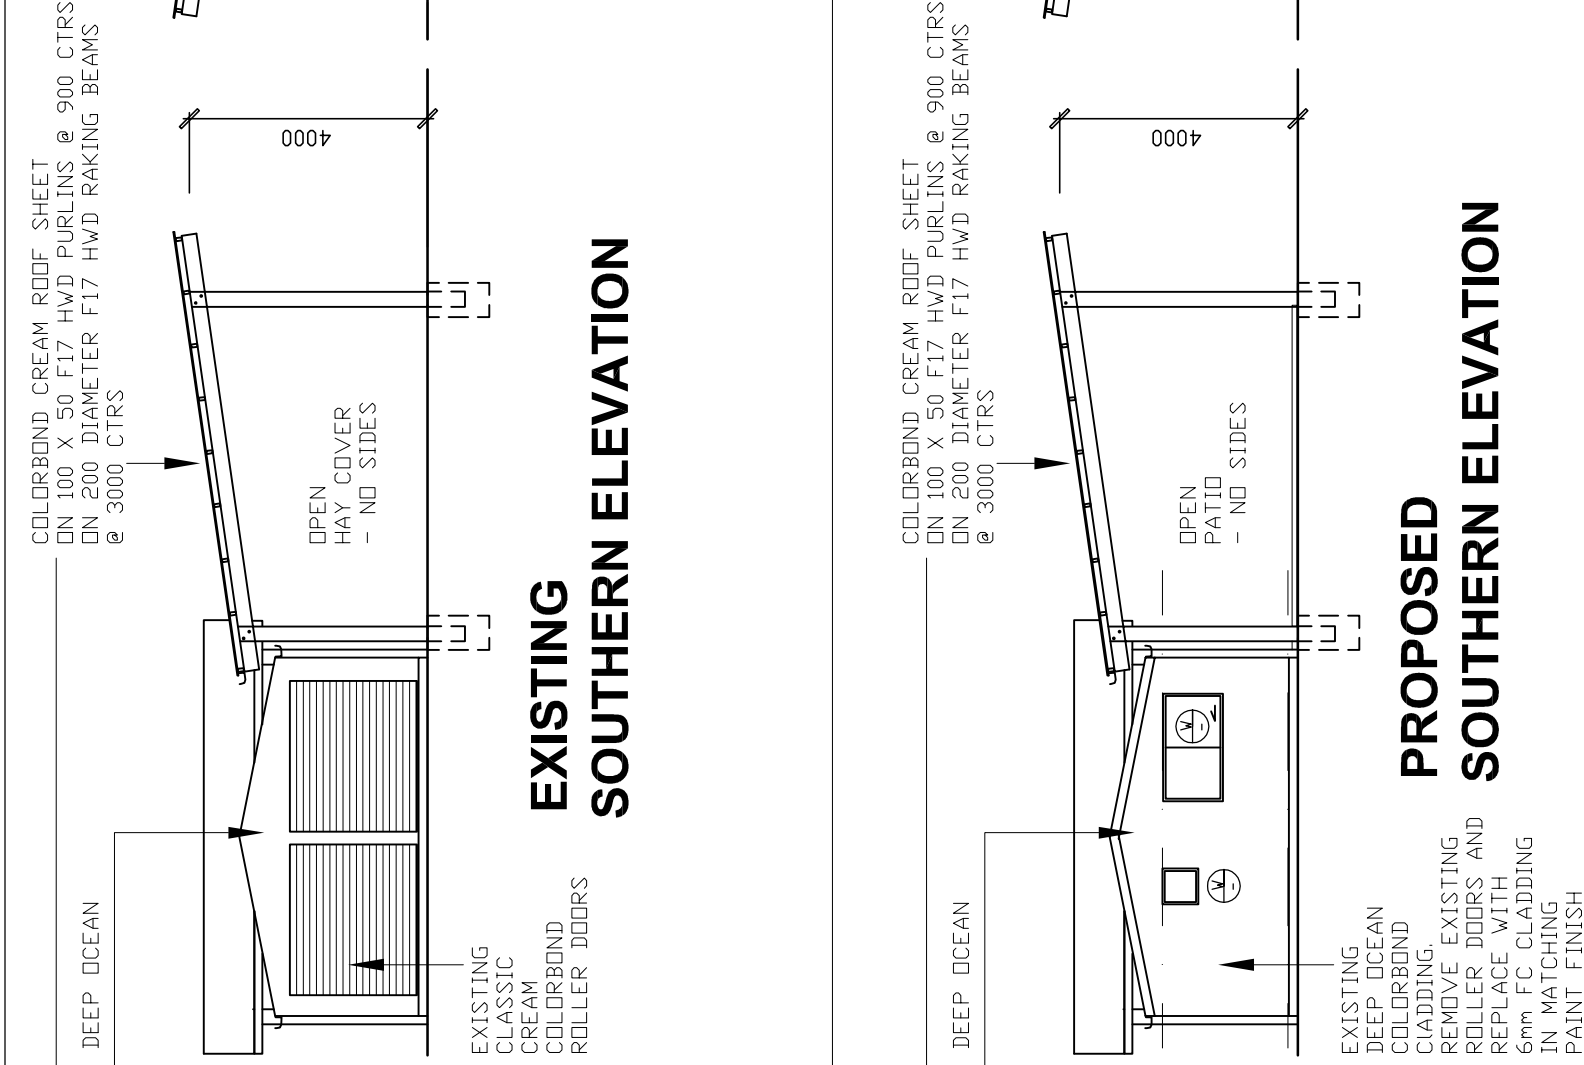 COLORBOND CREAM ROOF SHEET
ON 100 X 50 F17 HWD PURLINS @ 900 CTRS
ON 200 DIAMETER F17 HWD RAKING BEAMS
@ 3000 CTRS
DEEP OCEAN
4000
OPEN
HAY COVER
- NO SIDES
EXISTING
CLASSIC
CREAM
COLORBOND
ROLLER DOORS
EXISTING
SOUTHERN ELEVATION
COLORBOND CREAM ROOF SHEET
ON 100 X 50 F17 HWD PURLINS @ 900 CTRS
ON 200 DIAMETER F17 HWD RAKING BEAMS
@ 3000 CTRS
DEEP OCEAN
4000
OPEN
PATIO
- NO SIDES
W
-
W
-
EXISTING
DEEP OCEAN
COLORBOND
ClADDING.
REMOVE EXISTING
ROLLER DOORS AND
REPLACE WITH
6mm FC CLADDING
IN MATCHING
PAINT FINISH
PROPOSED
SOUTHERN ELEVATION